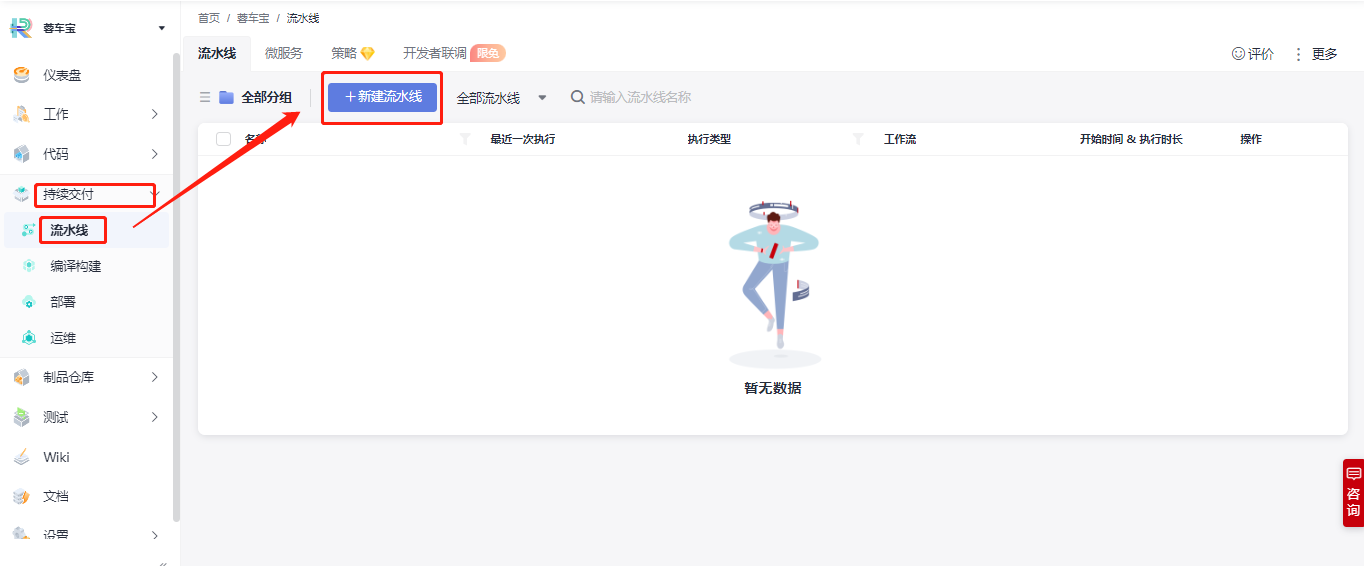 蓉车宝
首页 / 蓉车宝 / 流水线
流水线 微服务 策略 开发者联调 限免
评价 更多
仪表盘
工作
代码
持续交付
流水线
编译构建
部署
运维
制品仓库
测试
Wiki
文档
设置
全部分组 +新建流水线 全部流水线 请输入流水线名称
名称 最近一次执行 执行类型 工作流 开始时间 & 执行时长 操作
暂无数据
咨询